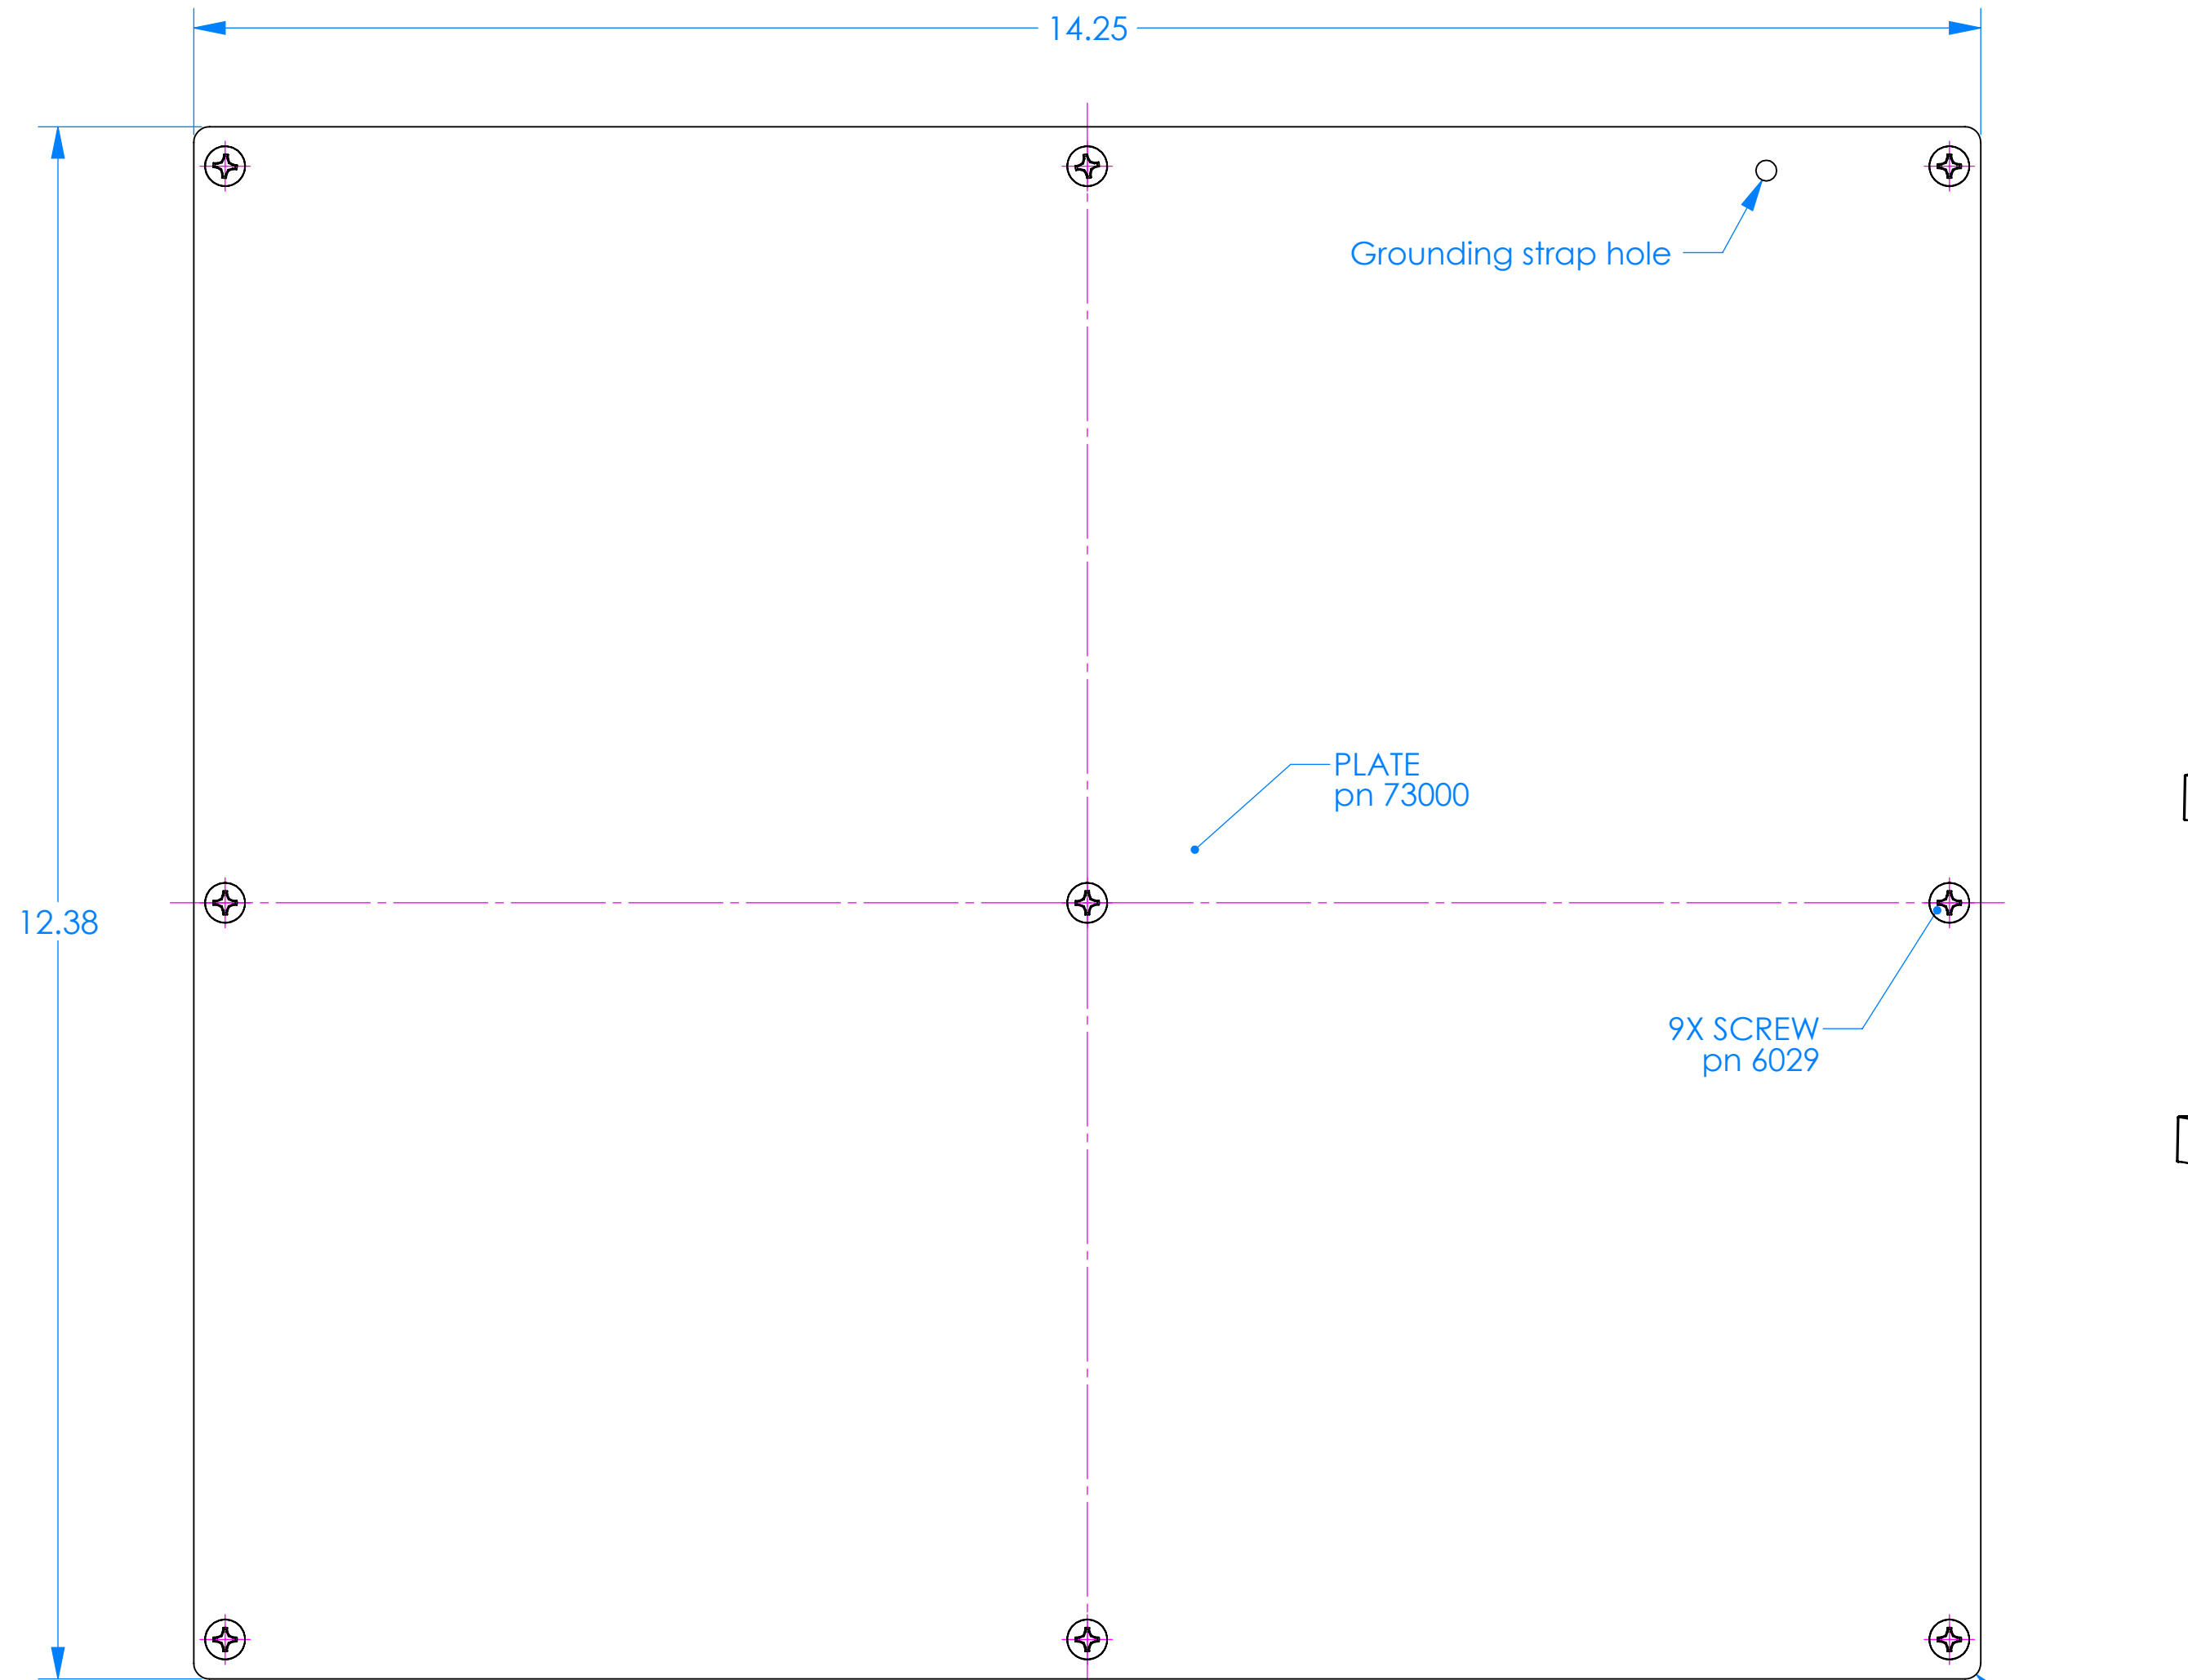 14.25
Grounding strap hole
PLATE
pn 73000
12.38
9X SCREW
pn 6029